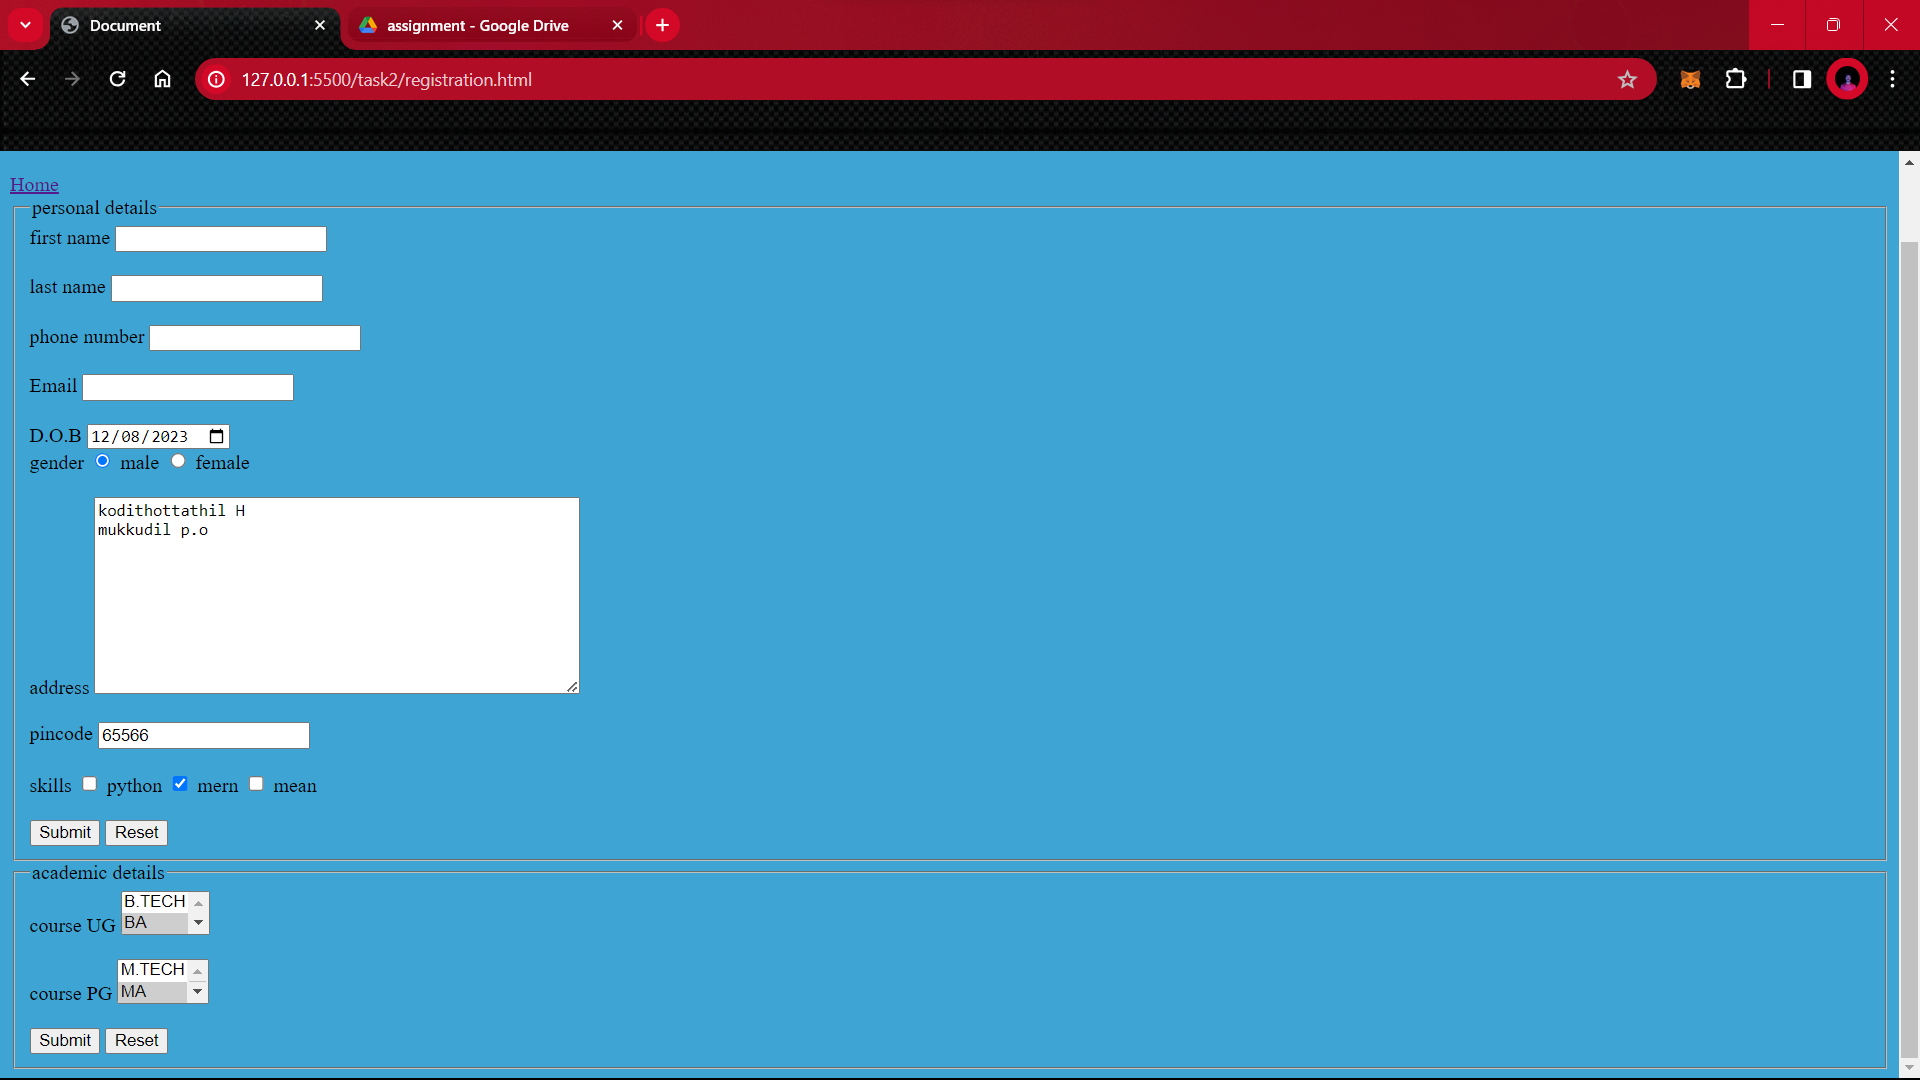 Document
assignment - Google Drive
127.0.0.1:5500/task2/registration.html
Home
personal details
first name
last name
phone number
Email
D.O.B 12/08/2023
gender male female
kodithottathil H
mukkudil p.o
address
pincode 65566
skills python mern mean
Submit Reset
academic details
B.TECH
BA
course UG
M.TECH
MA
course PG
Submit Reset